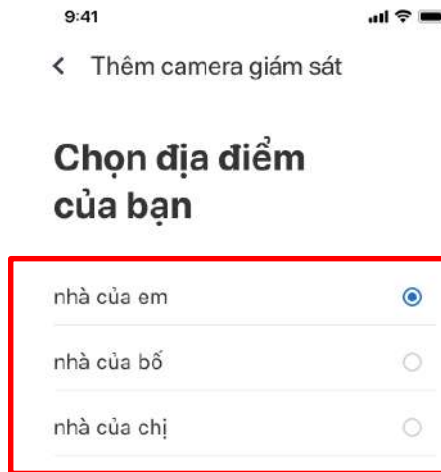 9:41
Thêm camera giám sát
Chọn địa điểm
của bạn
nhà của em
nhà của bố
nhà của chị